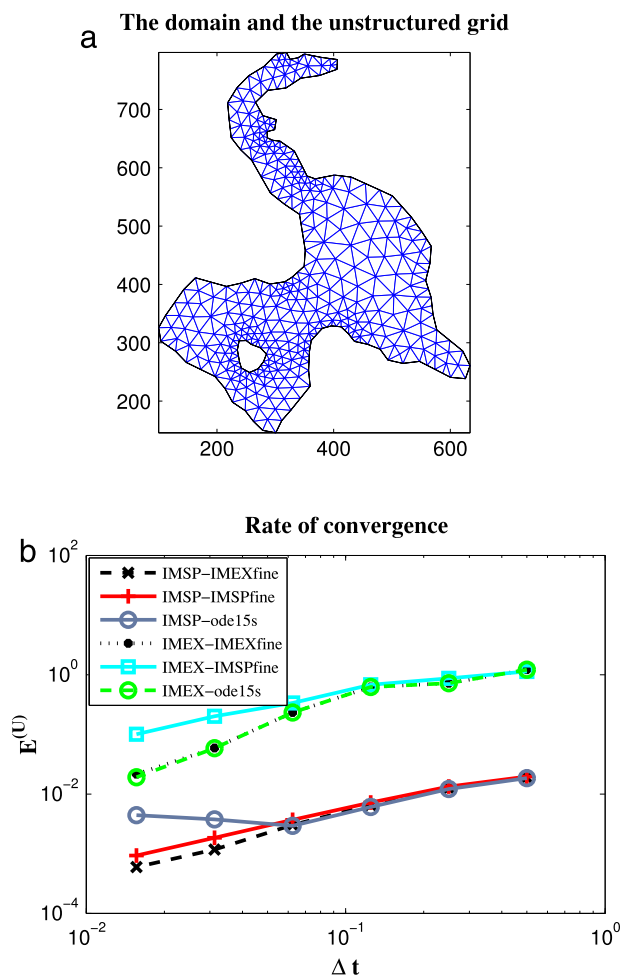 The domain and the unstructured grid
a
700
600
500
400
300
200
200 400 600
Rate of convergence
b
10^2
10^0
10^-2
10^-4
E^(U)
IMSP-IMEXfine
IMSP-IMSPfine
IMSP-ode15s
IMEX-IMEXfine
IMEX-IMSPfine
IMEX-ode15s
10^-2 10^-1 10^0
Δ t